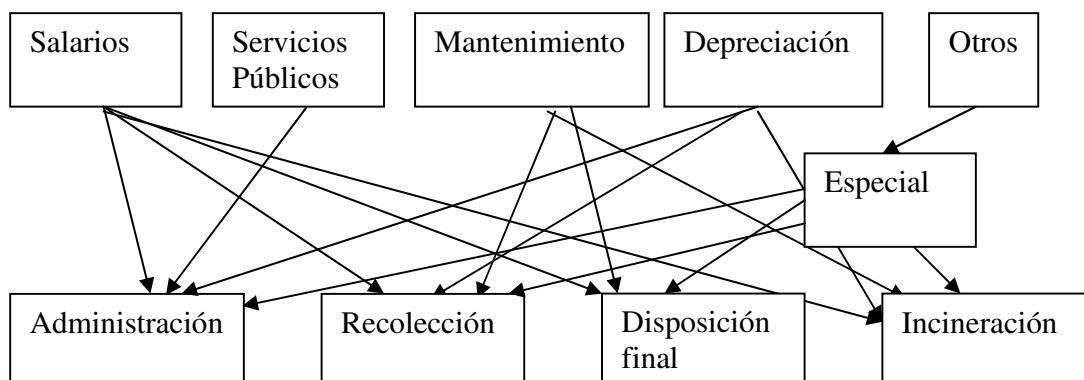 Salarios
Servicios
Públicos
Mantenimiento
Depreciación
Otros
Especial
Administración
Recolección
Disposición
final
Incineración